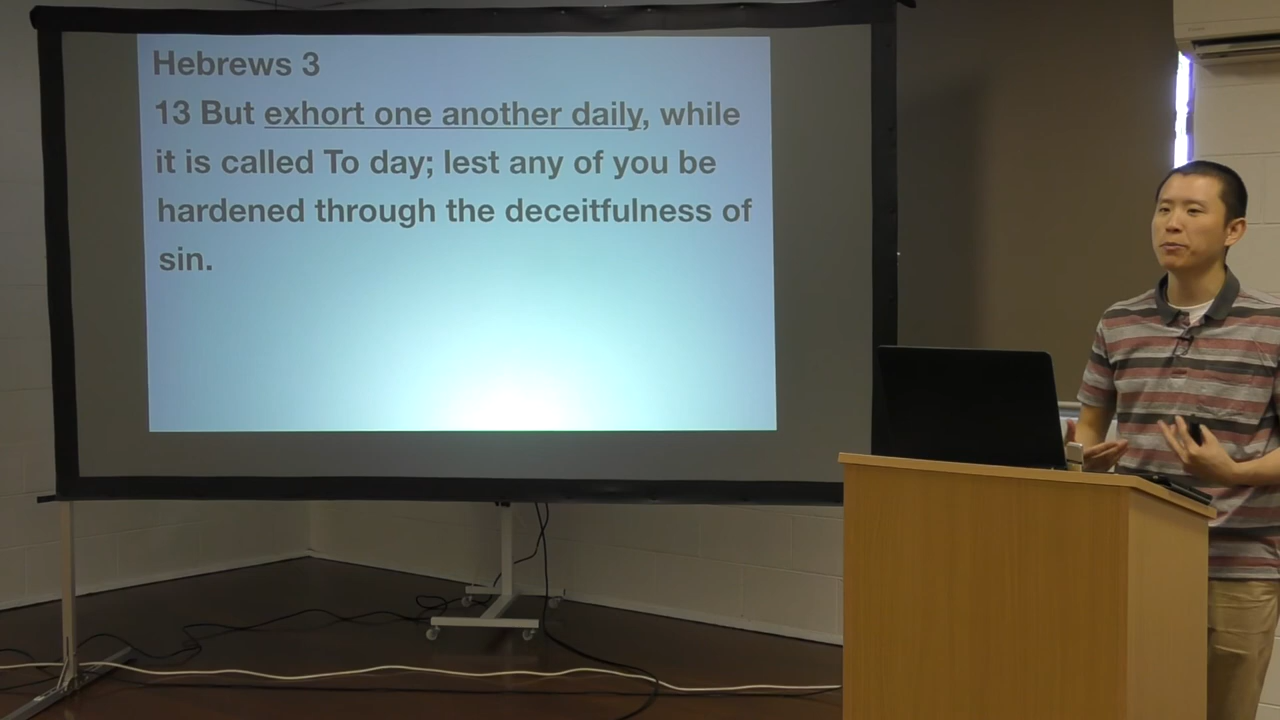 Hebrews 3
13 But exhort one another daily, while
it is called To day; lest any of you be
hardened through the deceitfulness of
sin.